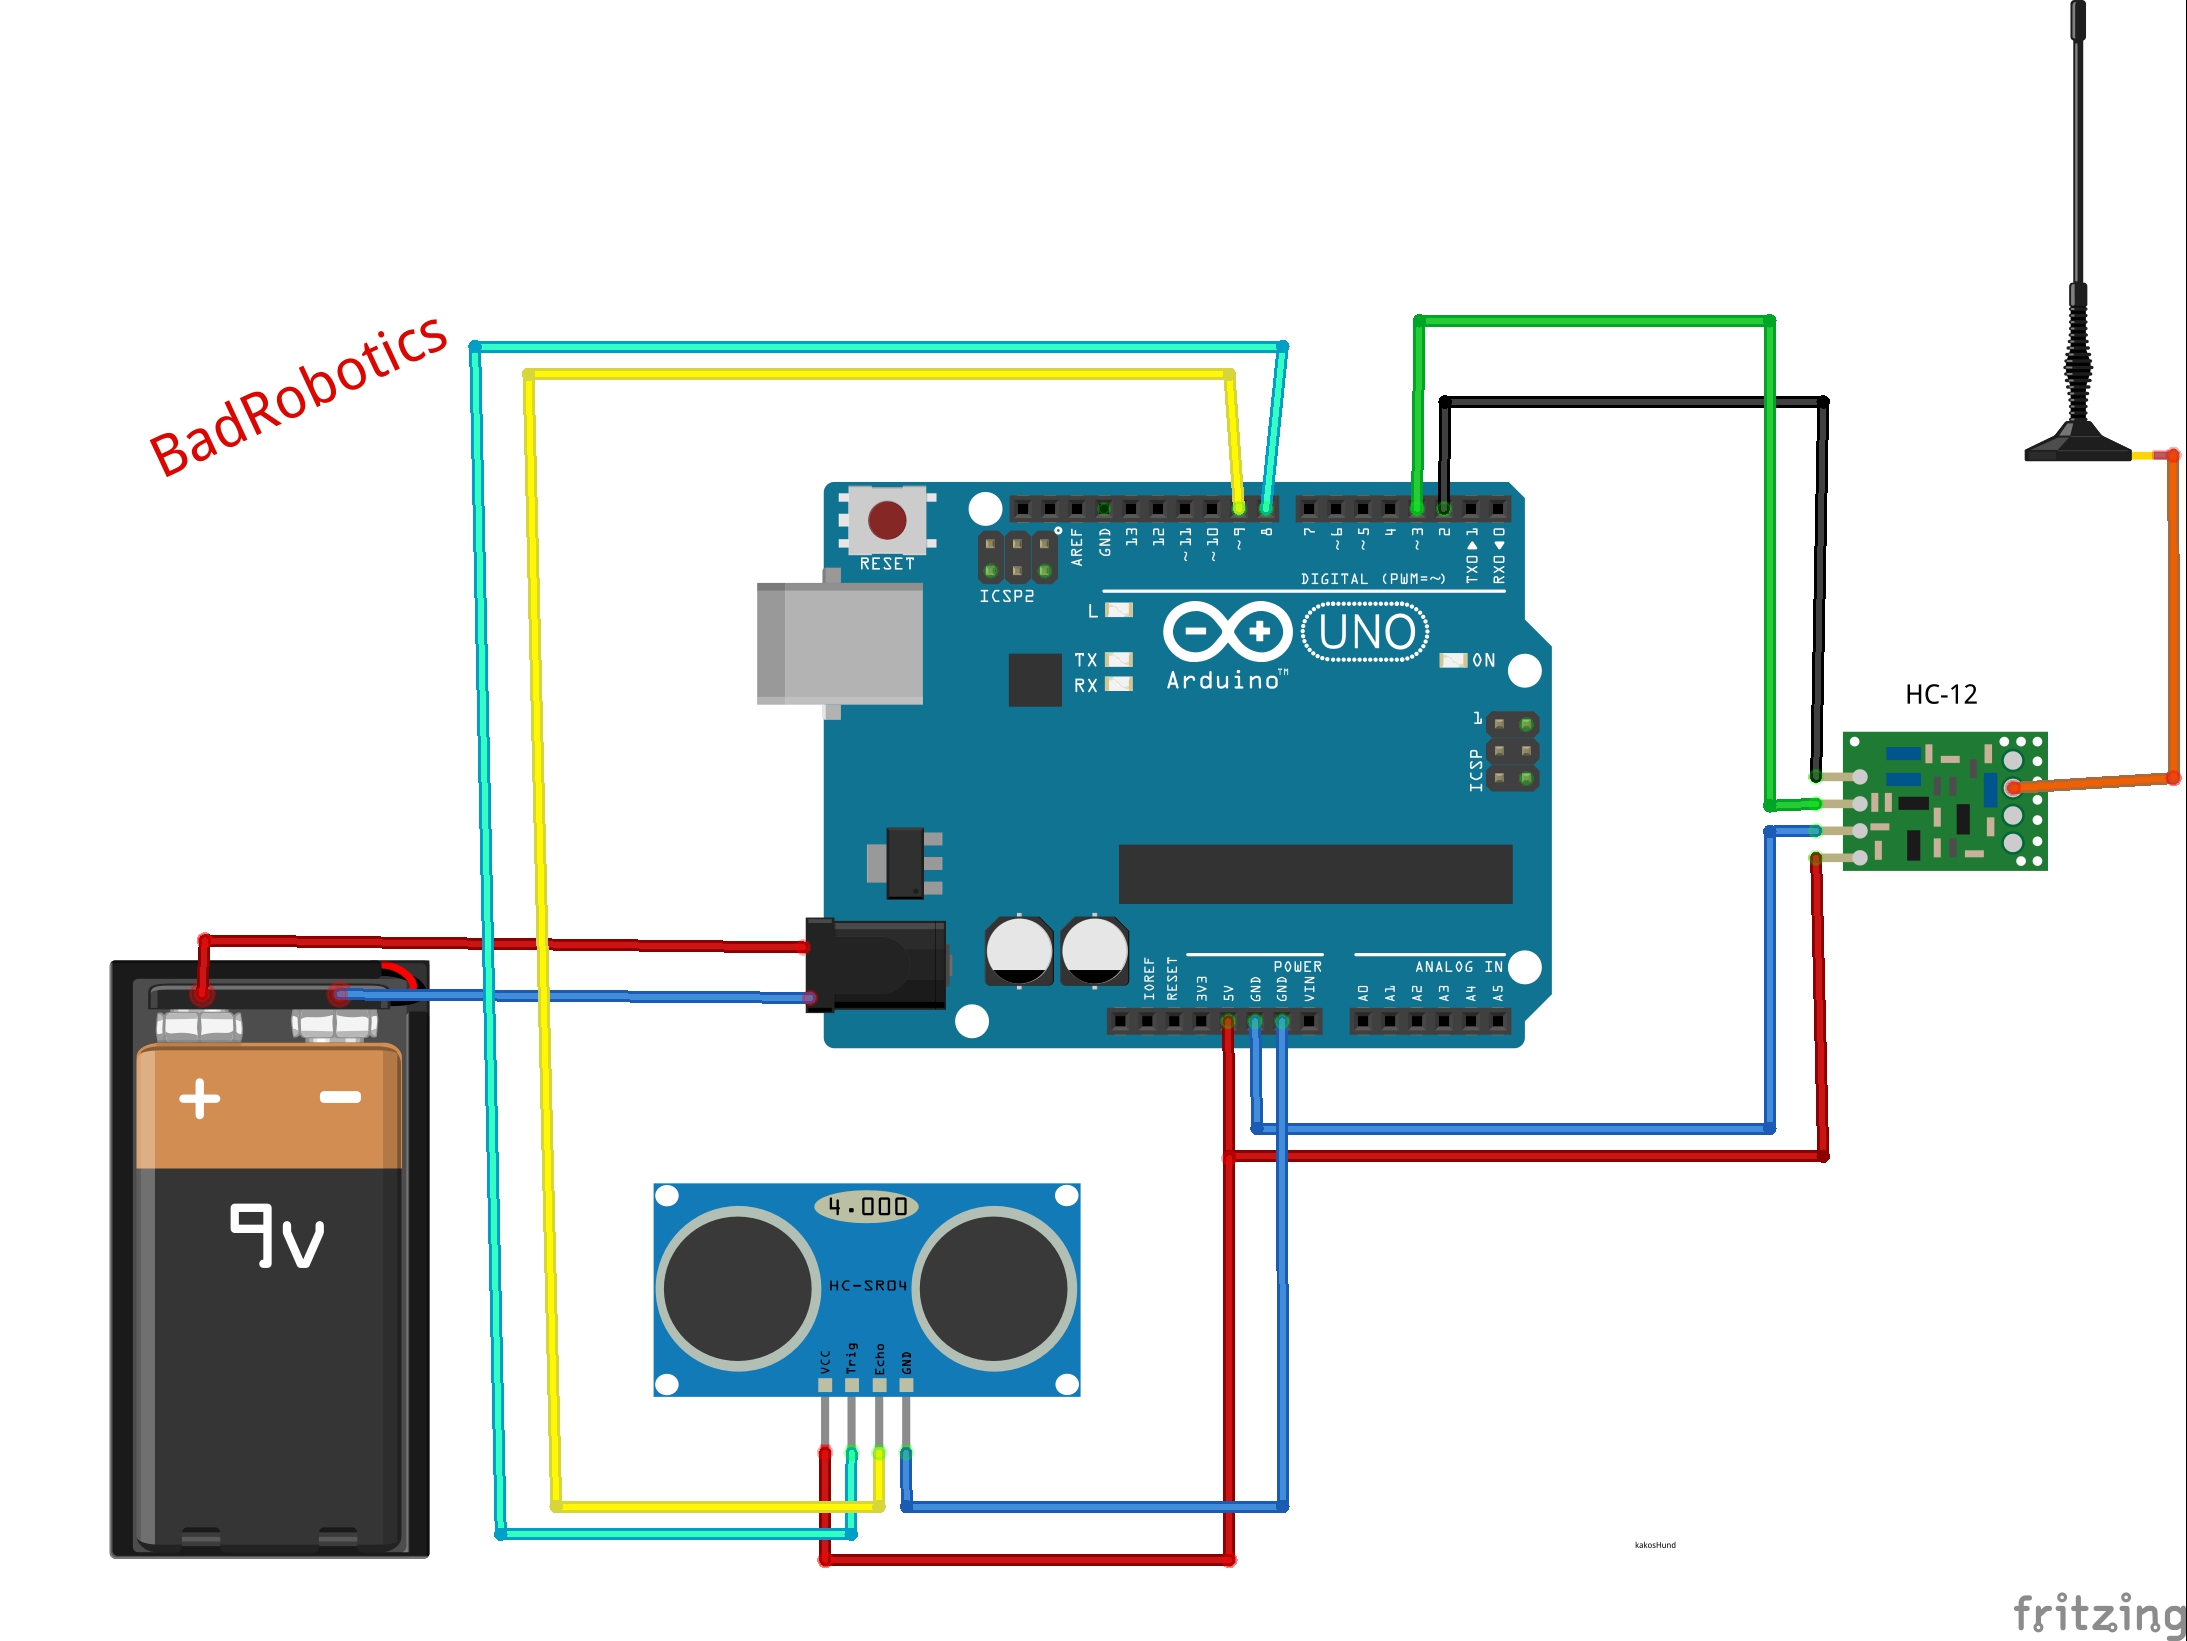 BadRobotics
HC-12
RESET
ICSP2
AREF
GND
13
12
~11
~10
~9
8
7
~6
~5
4
~3
2
TX0▶1
RX0◀0
DIGITAL (PWM=~)
L
TX
RX
Arduino™
UNO
ON
1
ICSP
IOREF
RESET
3V3
5V
GND
GND
VIN
POWER
A0
A1
A2
A3
A4
A5
ANALOG IN
+ −
9v
4.000
HC-SR04
VCC
Trig
Echo
GND
kakosHund
fritzing